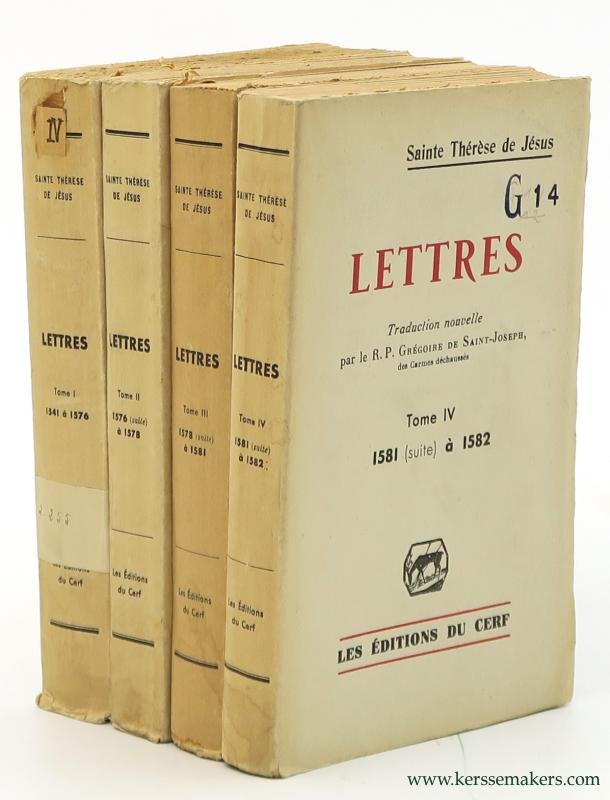 IV
SAINTE THÉRÈSE
DE JÉSUS
LETTRES
Tome I
1541 à 1576
2.255
Les Éditions
du Cerf
SAINTE THÉRÈSE
DE JÉSUS
LETTRES
Tome II
1576 (suite)
à 1578
Les Éditions
du Cerf
SAINTE THÉRÈSE
DE JÉSUS
LETTRES
Tome III
1578 (suite)
à 1581
Les Éditions
du Cerf
SAINTE THÉRÈSE
DE JÉSUS
LETTRES
Tome IV
1581 (suite)
à 1582
Les Éditions
du Cerf
Sainte Thérèse de Jésus
G 14
LETTRES
Traduction nouvelle
par le R. P. GRÉGOIRE DE SAINT-JOSEPH,
des Carmes déchaussés
Tome IV
1581 (suite) à 1582
LES ÉDITIONS DU CERF
www.kerssemakers.com